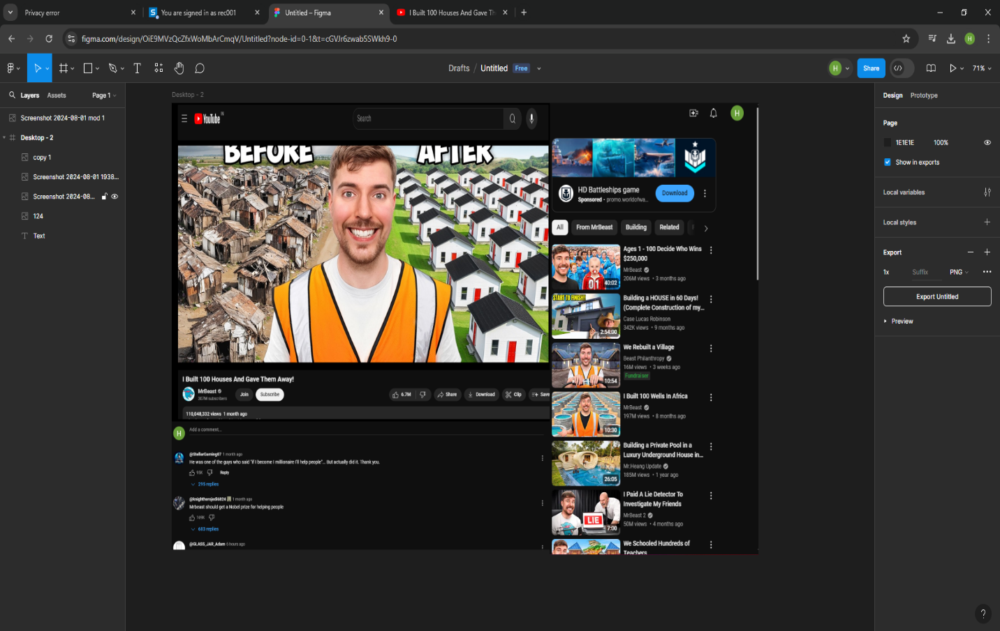 Privacy error
You are signed in as rec001
Untitled – Figma
I Built 100 Houses And Gave Th
figma.com/design/OiE9MVzQcZfxWoMbArCmqV/Untitled?node-id=0-1&t=cGVJr6zwab5SWkh9-0
H
Drafts / Untitled Free
H
Share
71%
Layers
Assets
Page 1
Screenshot 2024-08-01 mod 1
Desktop - 2
copy 1
Screenshot 2024-08-01 1938...
Screenshot 2024-08...
124
Text
Desktop - 2
YouTube IN
Search
H
BEFORE AFTER
I Built 100 Houses And Gave Them Away!
MrBeast
307M subscribers
Join
Subscribe
6.7M
Share
Download
Clip
Save
110,048,332 views 1 month ago
H
Add a comment...
@StellarGaming07 1 month ago
He was one of the guys who said "if I become I millionaire I'll help people"... But actually did it. Thank you.
95K
Reply
295 replies
1 month ago
Mrbeast should get a Nobel prize for helping people
169K
683 replies
@GLASS_JAR_Adam 6 hours ago
HD Battleships game
Sponsored · promo.worldofwa...
Download
All
From MrBeast
Building
Related
Ages 1 - 100 Decide Who Wins
$250,000
MrBeast
206M views • 3 months ago
01
40:02
START TO FINISH!
Building a HOUSE in 60 Days!
(Complete Construction of my...
Case Lucas Robinson
342K views • 9 months ago
2:54:00
We Rebuilt a Village
Beast Philanthropy
16M views • 3 weeks ago
Fundraiser
10:54
I Built 100 Wells In Africa
MrBeast
197M views • 8 months ago
10:30
Building a Private Pool in a
Luxury Underground House in...
Mr.Heang Update
185M views • 1 year ago
26:05
I Paid A Lie Detector To
Investigate My Friends
MrBeast 2
50M views • 4 months ago
LIE
7:00
We Schooled Hundreds of
Teachers
Design
Prototype
Page
1E1E1E
100%
Show in exports
Local variables
Local styles
Export
1x
Suffix
PNG
Export Untitled
Preview
?